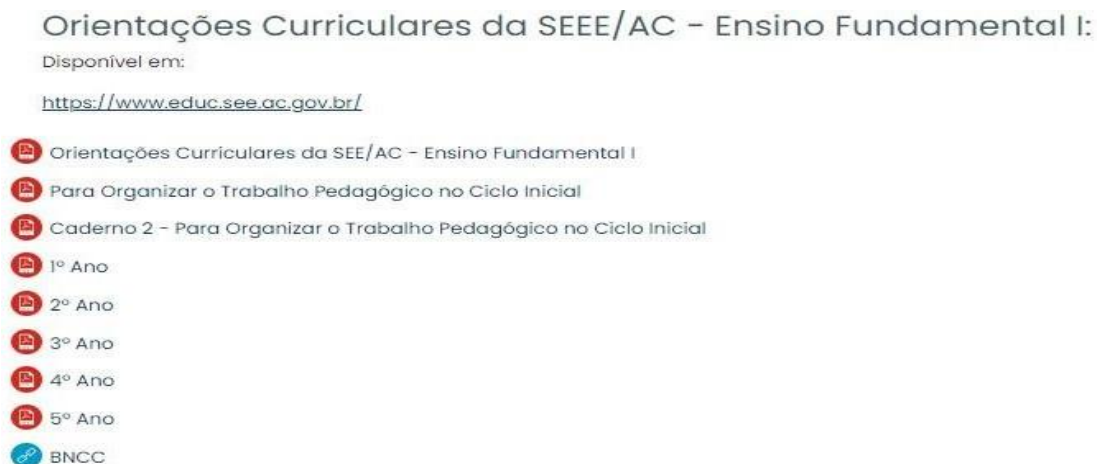 Orientações Curriculares da SEEE/AC - Ensino Fundamental I:
Disponível em:
https://www.educ.see.ac.gov.br/
Orientações Curriculares da SEE/AC - Ensino Fundamental I
Para Organizar o Trabalho Pedagógico no Ciclo Inicial
Caderno 2 - Para Organizar o Trabalho Pedagógico no Ciclo Inicial
1º Ano
2º Ano
3º Ano
4º Ano
5º Ano
BNCC